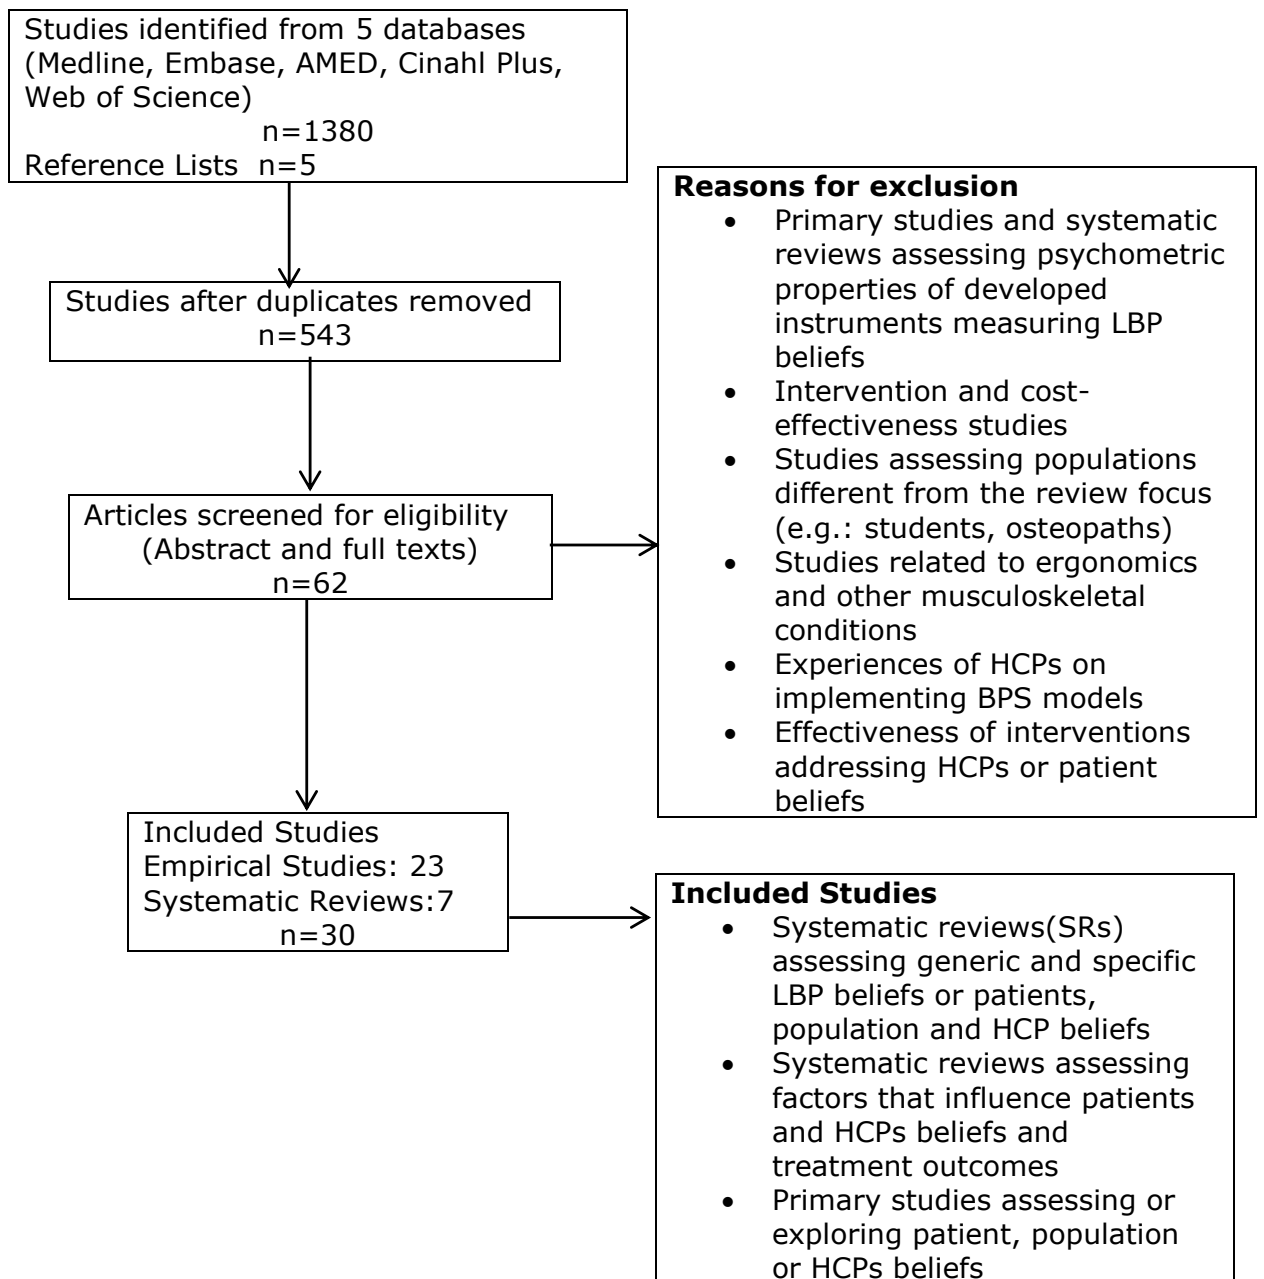 Studies identified from 5 databases
(Medline, Embase, AMED, Cinahl Plus,
Web of Science)
n=1380
Reference Lists n=5
Studies after duplicates removed
n=543
Articles screened for eligibility
(Abstract and full texts)
n=62
Reasons for exclusion
• Primary studies and systematic
reviews assessing psychometric
properties of developed
instruments measuring LBP
beliefs
• Intervention and cost-
effectiveness studies
• Studies assessing populations
different from the review focus
(e.g.: students, osteopaths)
• Studies related to ergonomics
and other musculoskeletal
conditions
• Experiences of HCPs on
implementing BPS models
• Effectiveness of interventions
addressing HCPs or patient
beliefs
Included Studies
Empirical Studies: 23
Systematic Reviews:7
n=30
Included Studies
• Systematic reviews(SRs)
assessing generic and specific
LBP beliefs or patients,
population and HCP beliefs
• Systematic reviews assessing
factors that influence patients
and HCPs beliefs and
treatment outcomes
• Primary studies assessing or
exploring patient, population
or HCPs beliefs